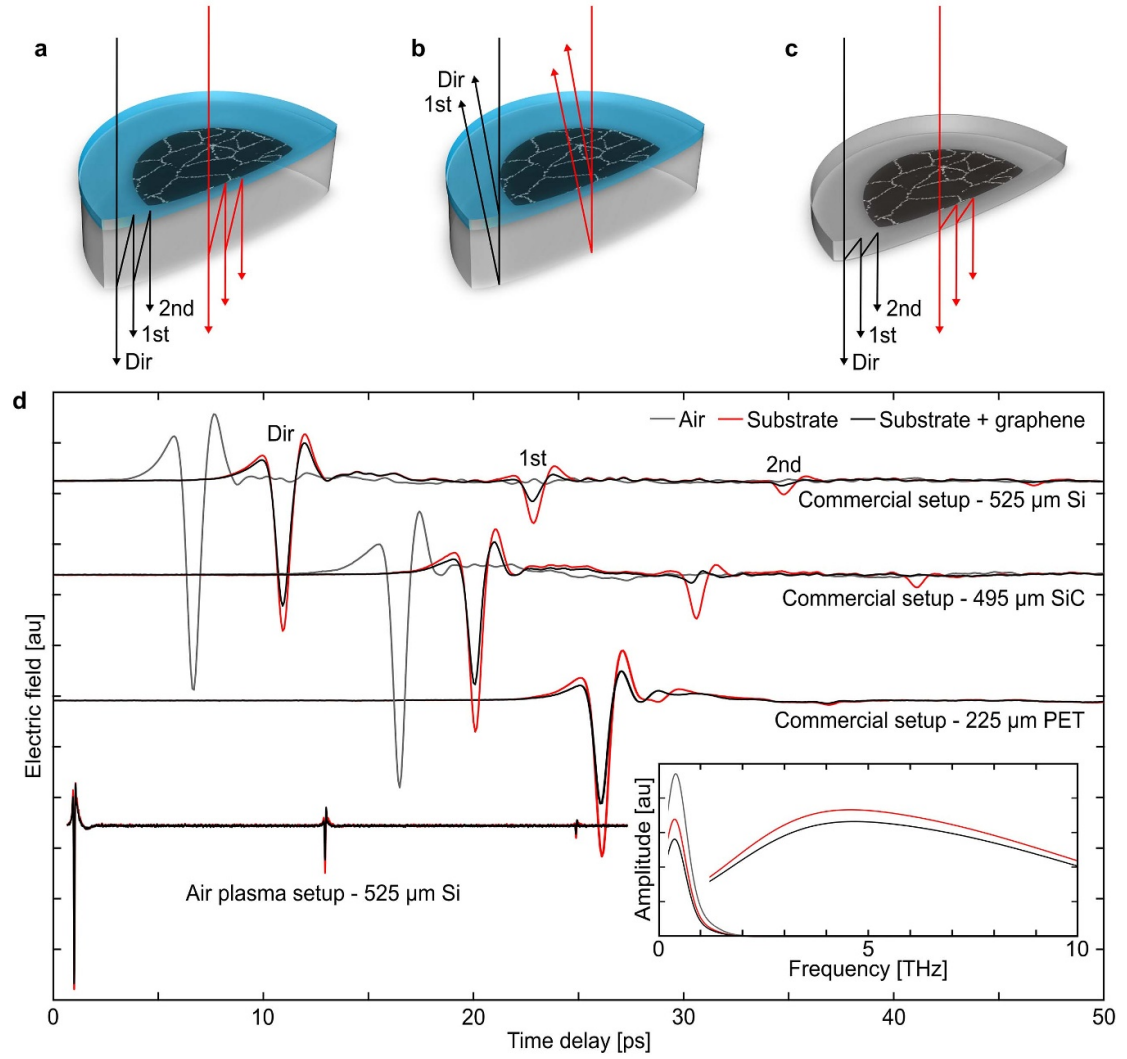 a
b
c
Dir
1st
2nd
1st
Dir
2nd
1st
Dir
d
Air
Substrate
Substrate + graphene
Dir
1st
2nd
Commercial setup - 525 µm Si
Commercial setup - 495 µm SiC
Commercial setup - 225 µm PET
Air plasma setup - 525 µm Si
Electric field [au]
Amplitude [au]
0
5
10
Frequency [THz]
0
10
20
30
40
50
Time delay [ps]